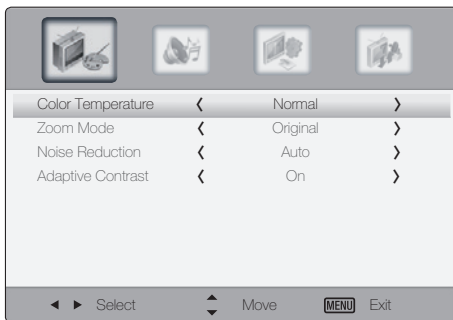 Color Temperature ❮ Normal ❯
Zoom Mode ❮ Original ❯
Noise Reduction ❮ Auto ❯
Adaptive Contrast ❮ On ❯
◄ ► Select ▲▼ Move MENU Exit